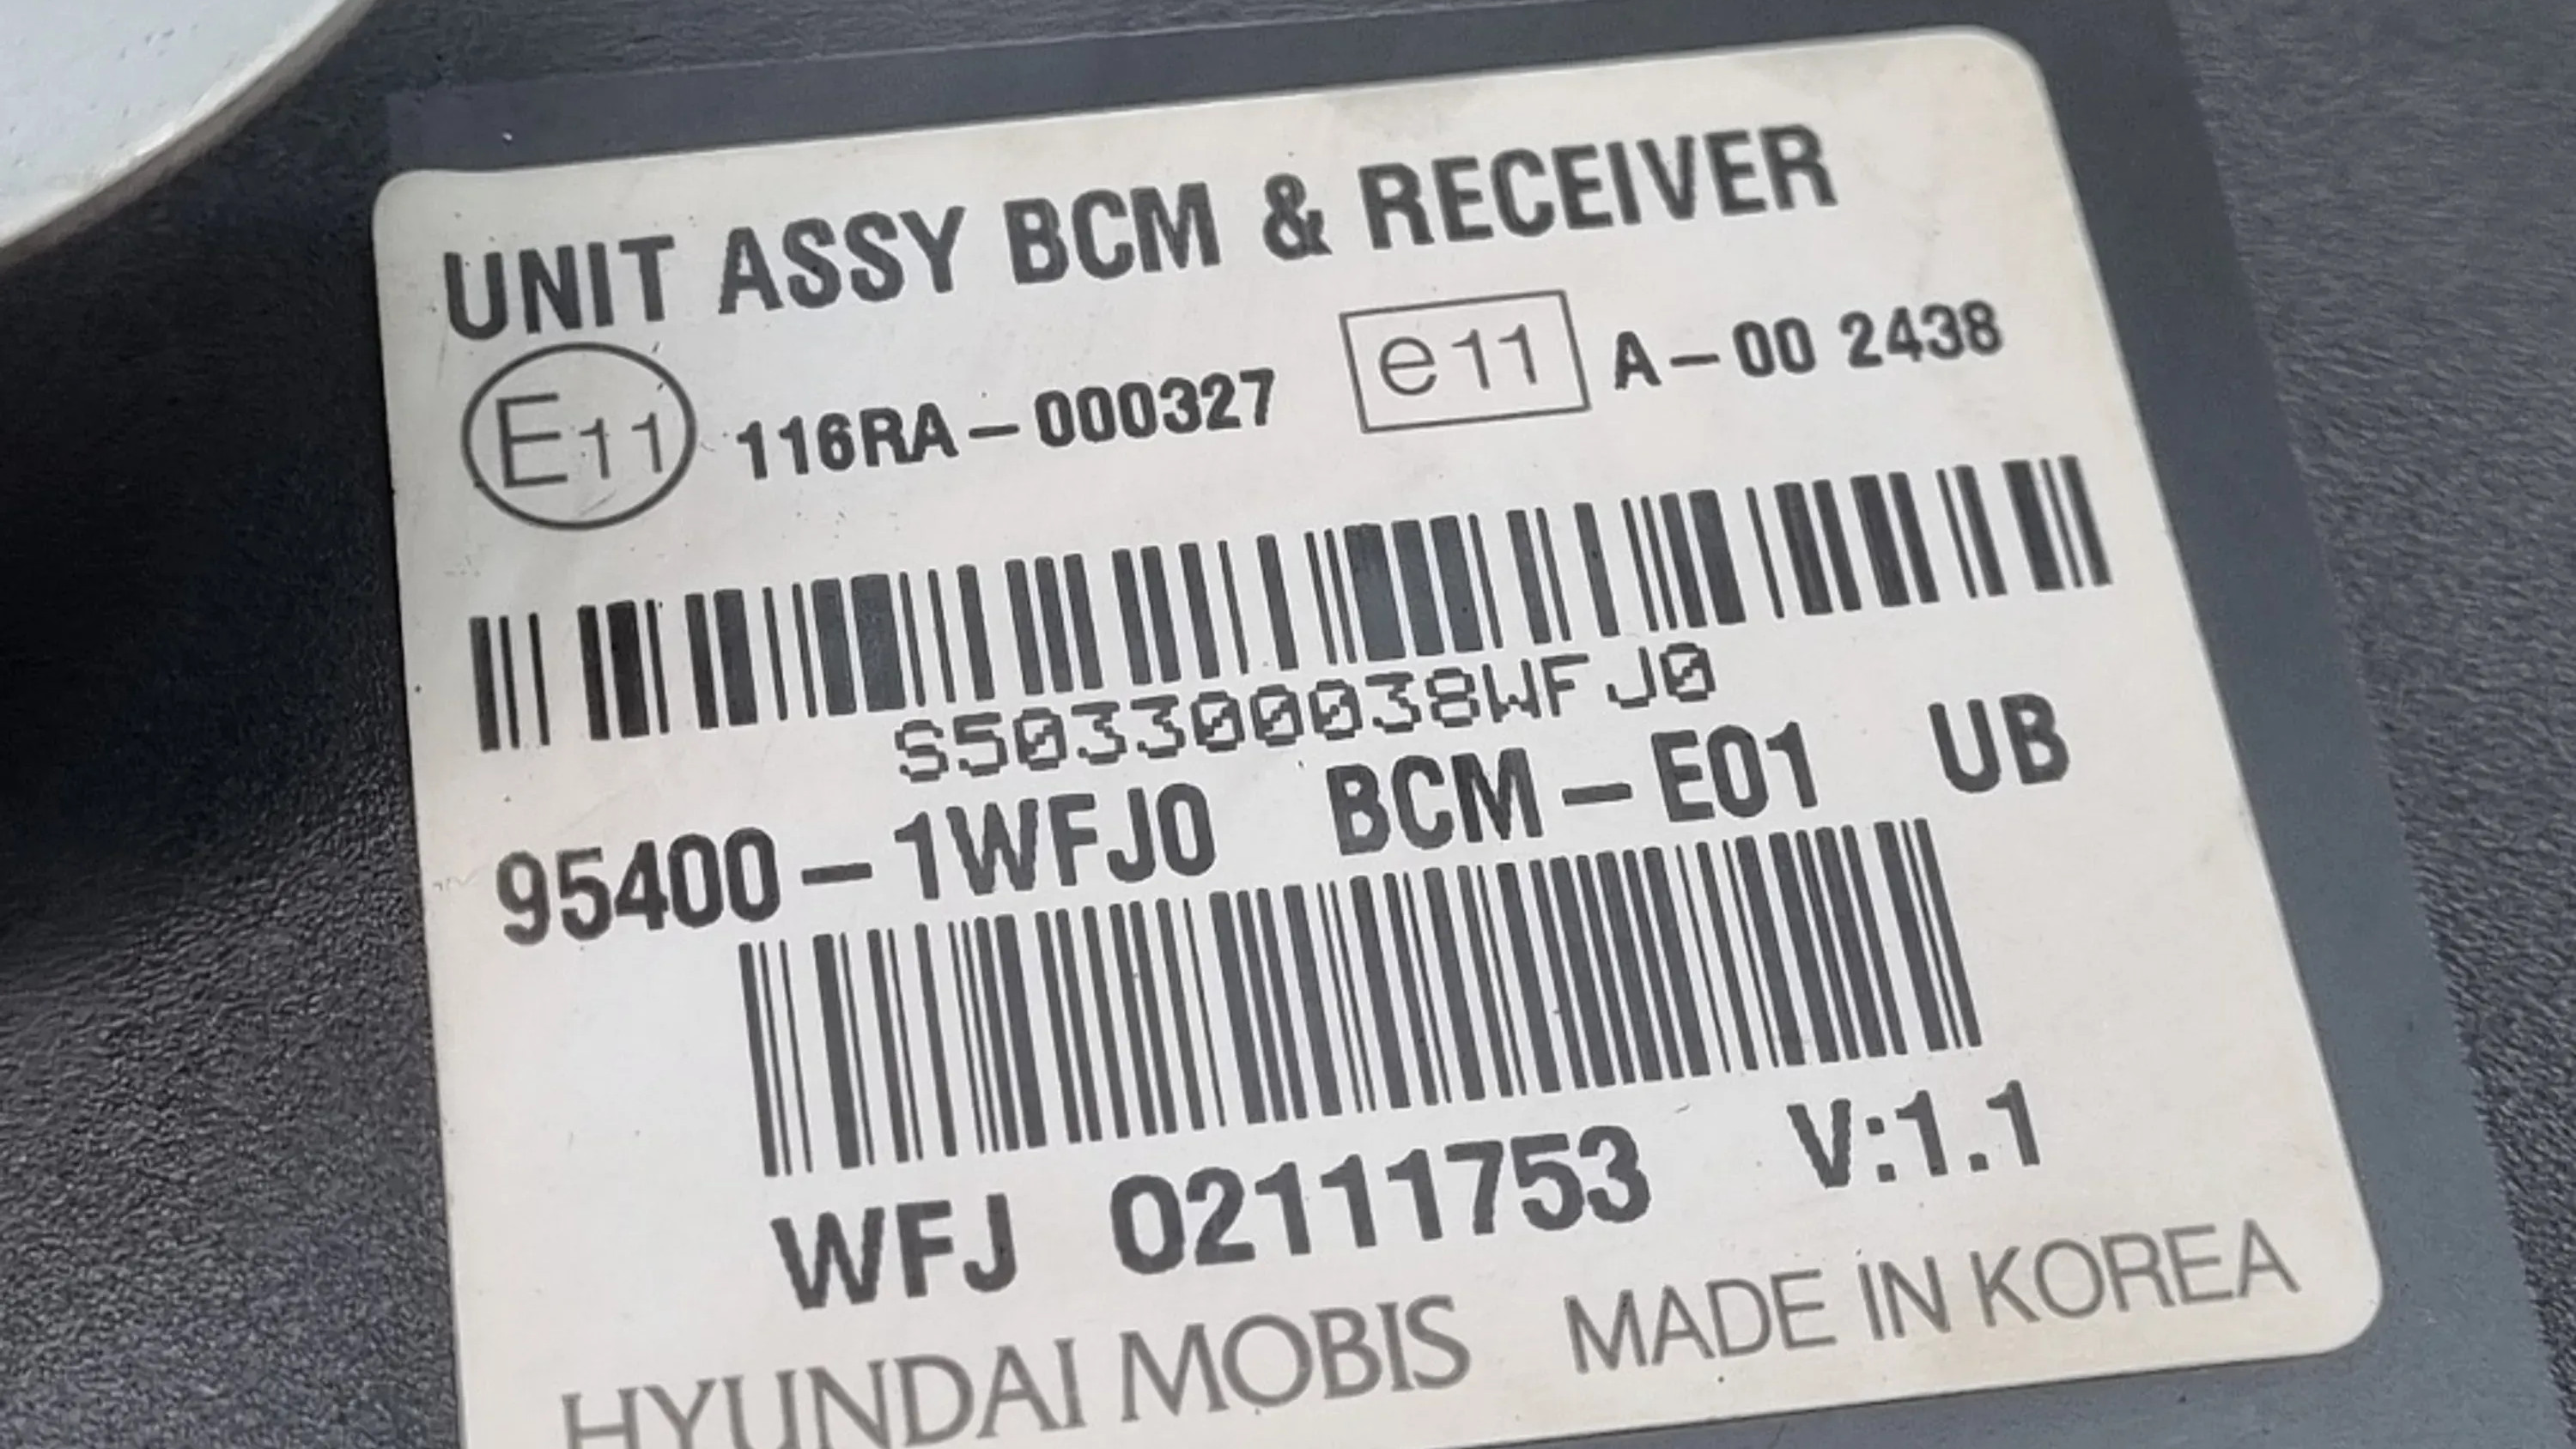 UNIT ASSY BCM & RECEIVER
E11 116RA-000327 e11 A-00 2438
S503300038WFJ0
95400-1WFJ0 BCM-E01 UB
WFJ 02111753 V:1.1
HYUNDAI MOBIS MADE IN KOREA